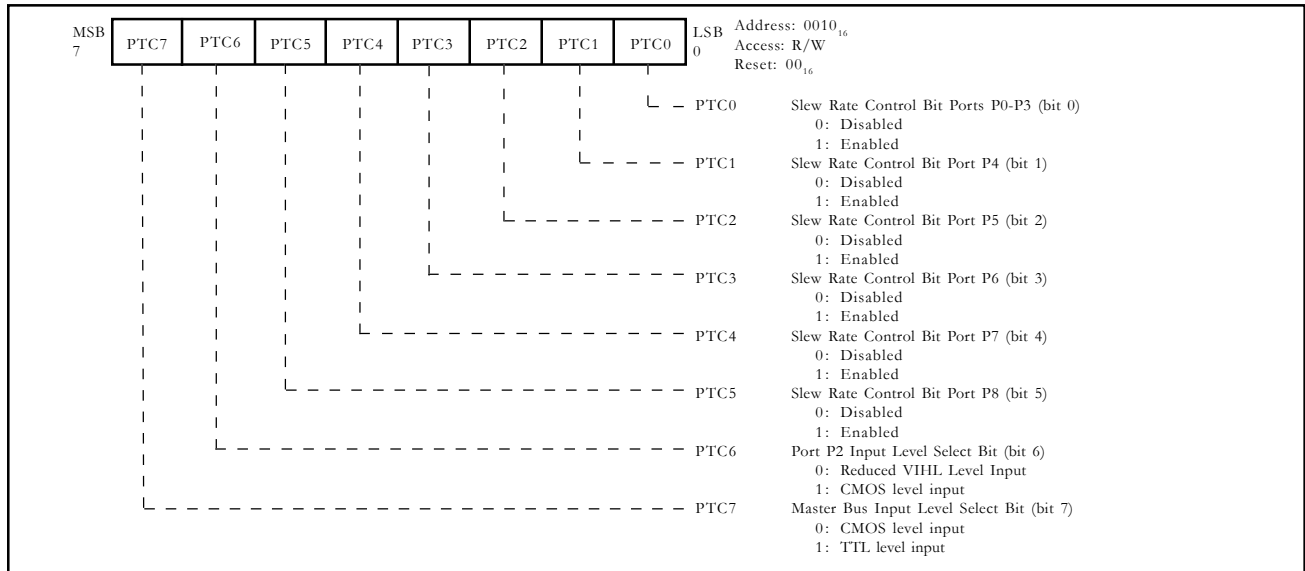 MSB
7
PTC7 PTC6 PTC5 PTC4 PTC3 PTC2 PTC1 PTC0
LSB
0
Address: 0010₁₆
Access: R/W
Reset: 00₁₆
PTC0 Slew Rate Control Bit Ports P0-P3 (bit 0)
0: Disabled
1: Enabled
PTC1 Slew Rate Control Bit Port P4 (bit 1)
0: Disabled
1: Enabled
PTC2 Slew Rate Control Bit Port P5 (bit 2)
0: Disabled
1: Enabled
PTC3 Slew Rate Control Bit Port P6 (bit 3)
0: Disabled
1: Enabled
PTC4 Slew Rate Control Bit Port P7 (bit 4)
0: Disabled
1: Enabled
PTC5 Slew Rate Control Bit Port P8 (bit 5)
0: Disabled
1: Enabled
PTC6 Port P2 Input Level Select Bit (bit 6)
0: Reduced VIHL Level Input
1: CMOS level input
PTC7 Master Bus Input Level Select Bit (bit 7)
0: CMOS level input
1: TTL level input